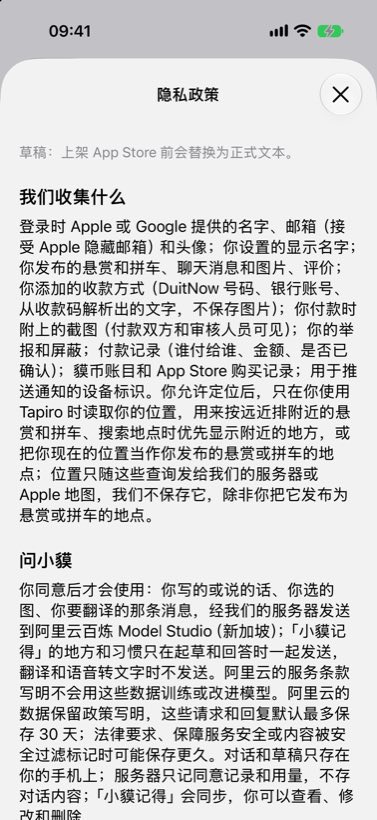 09:41
隐私政策
草稿：上架 App Store 前会替换为正式文本。
我们收集什么
登录时 Apple 或 Google 提供的名字、邮箱（接
受 Apple 隐藏邮箱）和头像；你设置的显示名字；
你发布的悬赏和拼车、聊天消息和图片、评价；
你添加的收款方式（DuitNow 号码、银行账号、
从收款码解析出的文字，不保存图片）；你付款时
附上的截图（付款双方和审核人员可见）；你的举
报和屏蔽；付款记录（谁付给谁、金额、是否已
确认）；貘币账目和 App Store 购买记录；用于推
送通知的设备标识。你允许定位后，只在你使用
Tapiro 时读取你的位置，用来按远近排附近的悬
赏和拼车、搜索地点时优先显示附近的地方，或
把你现在的位置当作你发布的悬赏或拼车的地
点；位置只随这些查询发给我们的服务器或
Apple 地图，我们不保存它，除非你把它发布为
悬赏或拼车的地点。
问小貘
你同意后才会使用：你写的或说的话、你选的
图、你要翻译的那条消息，经我们的服务器发送
到阿里云百炼 Model Studio（新加坡）；「小貘记
得」的地方和习惯只在起草和回答时一起发送，
翻译和语音转文字时不发送。阿里云的服务条款
写明不会用这些数据训练或改进模型。阿里云的
数据保留政策写明，这些请求和回复默认最多保
存 30 天；法律要求、保障服务安全或内容被安
全过滤标记时可能保存更久。对话和草稿只存在
你的手机上；服务器只记同意记录和用量，不存
对话内容；「小貘记得」会同步，你可以查看、修
改和删除